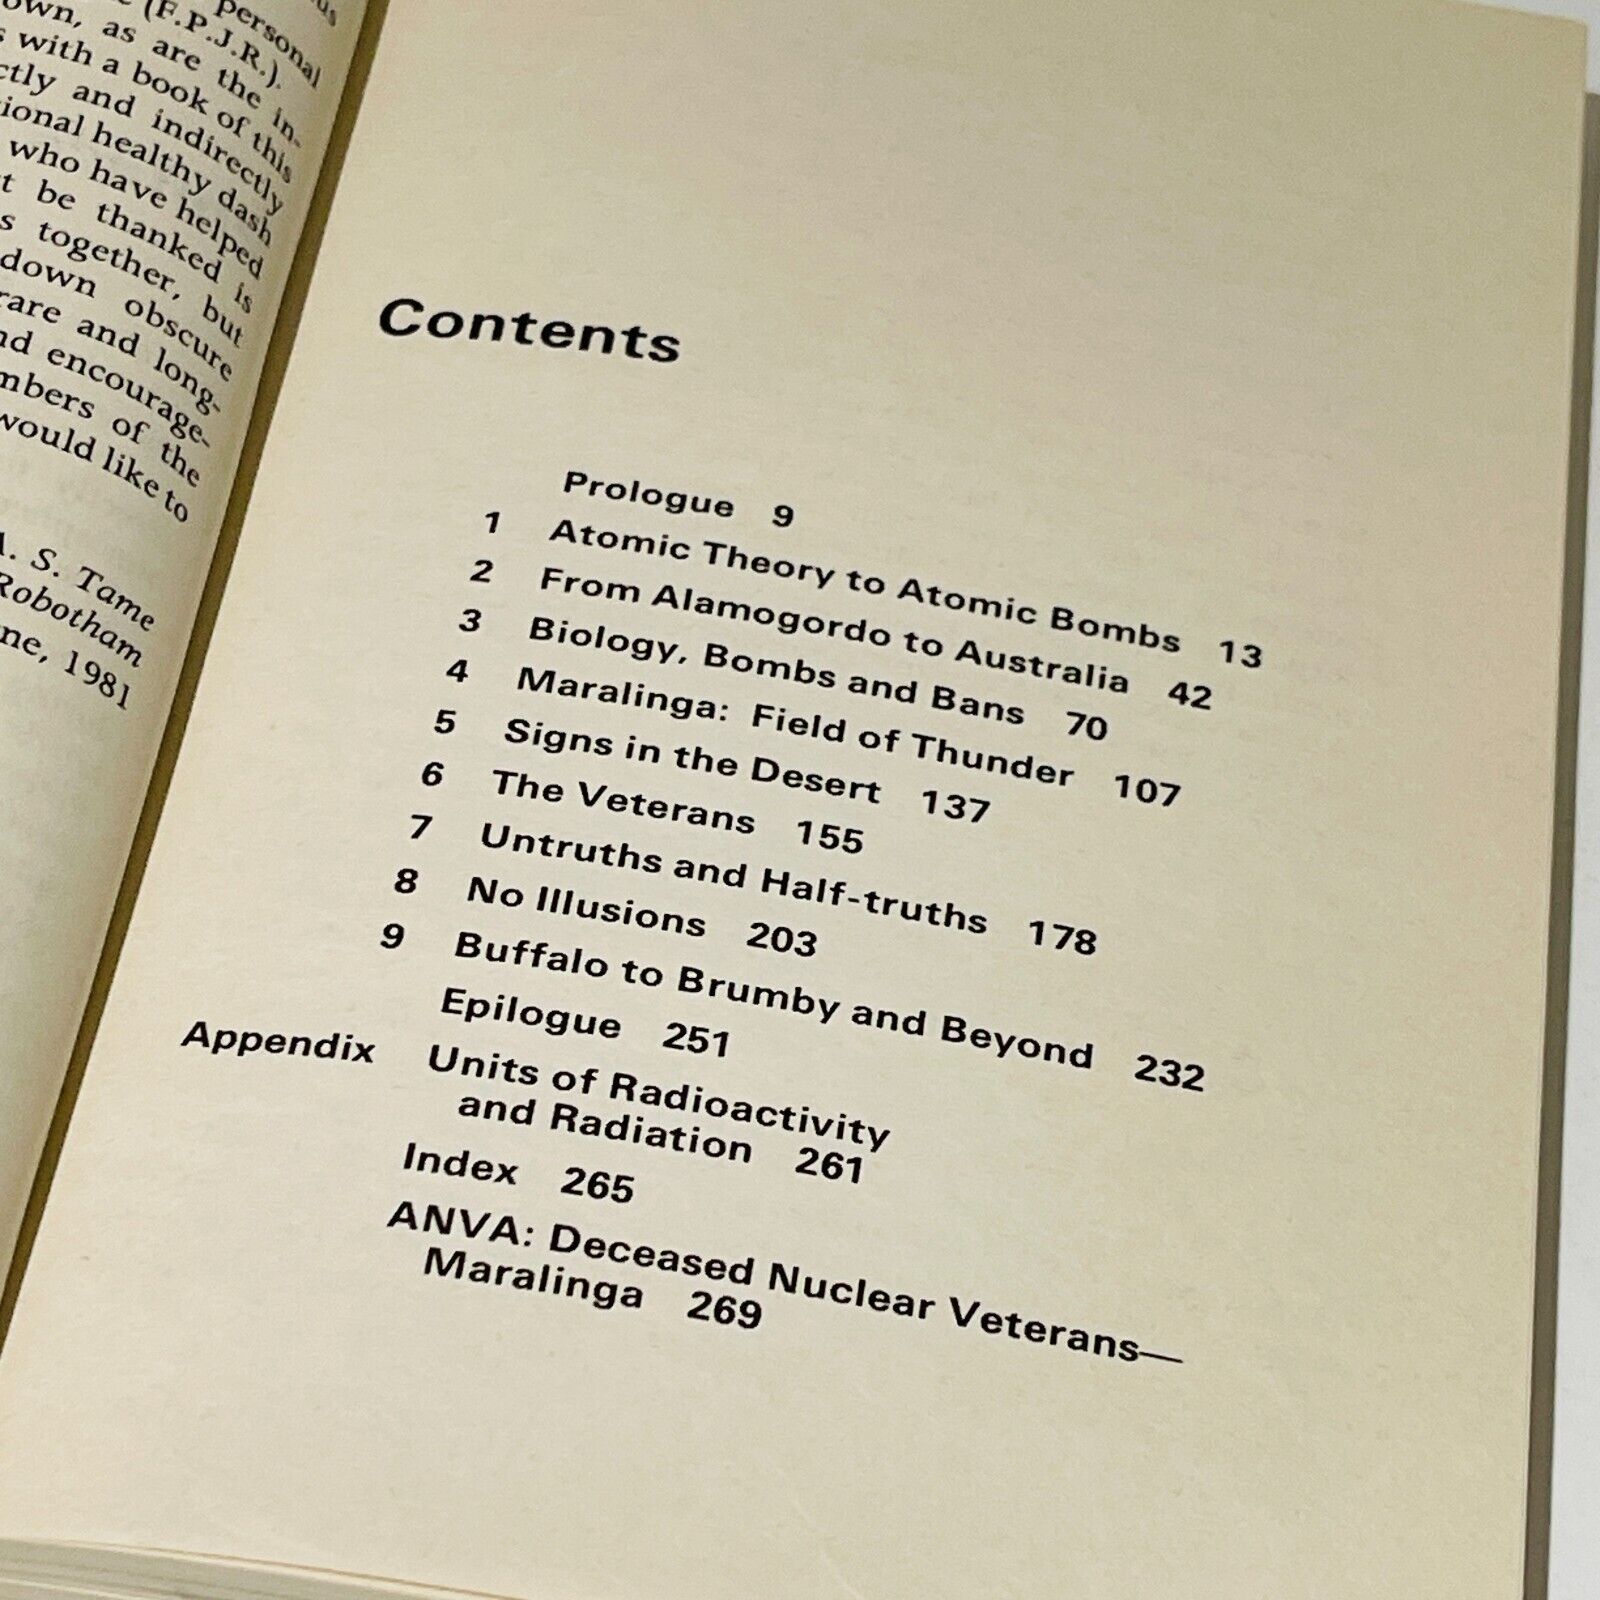 us
personal
(F.P.J.R.).
own, as are the in-
with a book of this
ctly and indirectly
ional healthy dash
who have helped
t be thanked is
s together, but
down obscure
rare and long-
nd encourage-
mbers of the
would like to
S. Tame
Robotham
ne, 1981
Contents
Prologue 9
1 Atomic Theory to Atomic Bombs 13
2 From Alamogordo to Australia 42
3 Biology, Bombs and Bans 70
4 Maralinga: Field of Thunder 107
5 Signs in the Desert 137
6 The Veterans 155
7 Untruths and Half-truths 178
8 No Illusions 203
9 Buffalo to Brumby and Beyond 232
Epilogue 251
Appendix Units of Radioactivity
and Radiation 261
Index 265
ANVA: Deceased Nuclear Veterans—
Maralinga 269